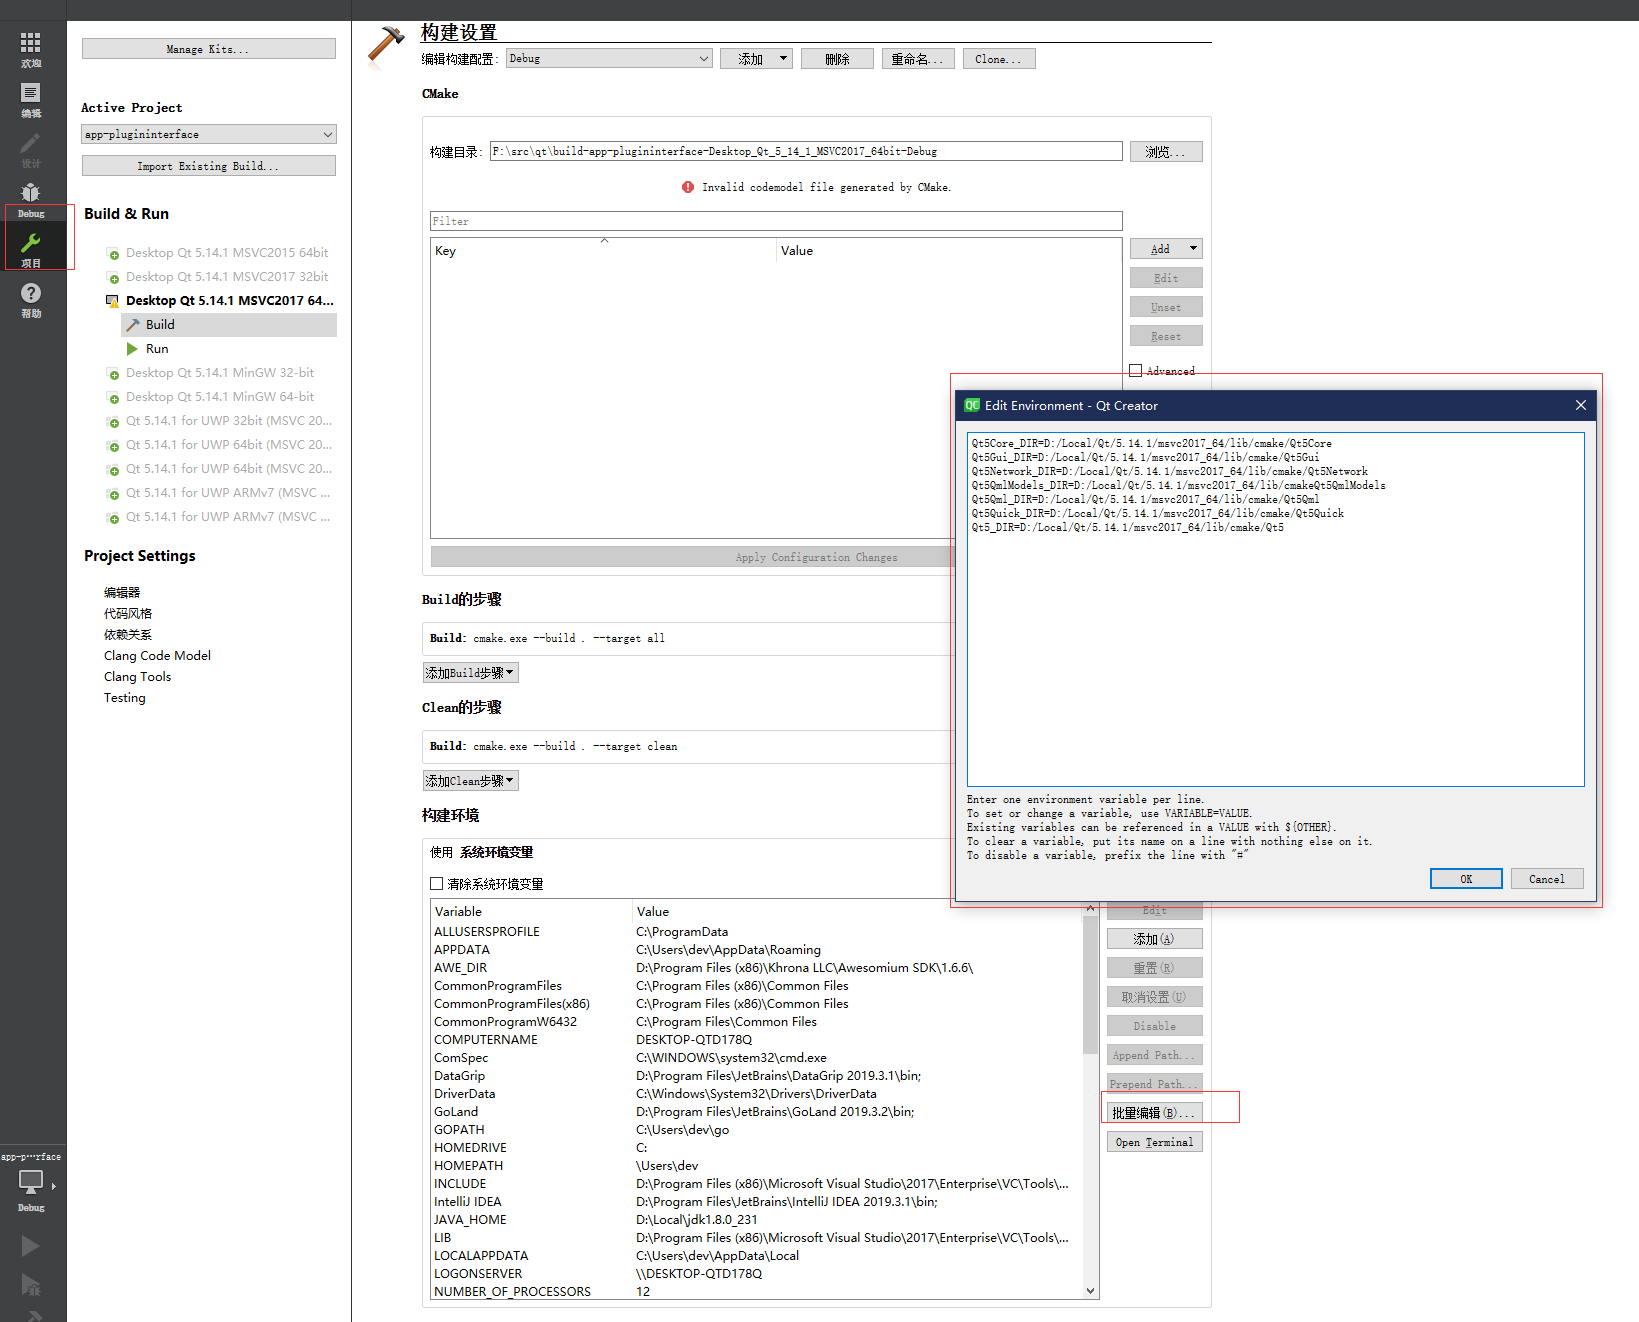 欢迎
编辑
设计
Debug
项目
帮助
app-p···rface
Debug
Manage Kits...
Active Project
app-plugininterface
Import Existing Build...
Build & Run
Desktop Qt 5.14.1 MSVC2015 64bit
Desktop Qt 5.14.1 MSVC2017 32bit
Desktop Qt 5.14.1 MSVC2017 64...
Build
Run
Desktop Qt 5.14.1 MinGW 32-bit
Desktop Qt 5.14.1 MinGW 64-bit
Qt 5.14.1 for UWP 32bit (MSVC 20...
Qt 5.14.1 for UWP 64bit (MSVC 20...
Qt 5.14.1 for UWP 64bit (MSVC 20...
Qt 5.14.1 for UWP ARMv7 (MSVC ...
Qt 5.14.1 for UWP ARMv7 (MSVC ...
Project Settings
编辑器
代码风格
依赖关系
Clang Code Model
Clang Tools
Testing
构建设置
编辑构建配置: Debug 添加 删除 重命名... Clone...
CMake
构建目录: F:\src\qt\build-app-plugininterface-Desktop_Qt_5_14_1_MSVC2017_64bit-Debug 浏览...
Invalid codemodel file generated by CMake.
Filter
Key Value
Add
Edit
Unset
Reset
Advanced
Apply Configuration Changes
Build的步骤
Build: cmake.exe --build . --target all
添加Build步骤
Clean的步骤
Build: cmake.exe --build . --target clean
添加Clean步骤
构建环境
使用 系统环境变量
清除系统环境变量
Variable Value
ALLUSERSPROFILE C:\ProgramData
APPDATA C:\Users\dev\AppData\Roaming
AWE_DIR D:\Program Files (x86)\Khrona LLC\Awesomium SDK\1.6.6\
CommonProgramFiles C:\Program Files (x86)\Common Files
CommonProgramFiles(x86) C:\Program Files (x86)\Common Files
CommonProgramW6432 C:\Program Files\Common Files
COMPUTERNAME DESKTOP-QTD178Q
ComSpec C:\WINDOWS\system32\cmd.exe
DataGrip D:\Program Files\JetBrains\DataGrip 2019.3.1\bin;
DriverData C:\Windows\System32\Drivers\DriverData
GoLand D:\Program Files\JetBrains\GoLand 2019.3.2\bin;
GOPATH C:\Users\dev\go
HOMEDRIVE C:
HOMEPATH \Users\dev
INCLUDE D:\Program Files (x86)\Microsoft Visual Studio\2017\Enterprise\VC\Tools\...
IntelliJ IDEA D:\Program Files\JetBrains\IntelliJ IDEA 2019.3.1\bin;
JAVA_HOME D:\Local\jdk1.8.0_231
LIB D:\Program Files (x86)\Microsoft Visual Studio\2017\Enterprise\VC\Tools\...
LOCALAPPDATA C:\Users\dev\AppData\Local
LOGONSERVER \\DESKTOP-QTD178Q
NUMBER_OF_PROCESSORS 12
Edit
添加(A)
重置(R)
取消设置(U)
Disable
Append Path...
Prepend Path...
批量编辑(B)...
Open Terminal
QC Edit Environment - Qt Creator
Qt5Core_DIR=D:/Local/Qt/5.14.1/msvc2017_64/lib/cmake/Qt5Core
Qt5Gui_DIR=D:/Local/Qt/5.14.1/msvc2017_64/lib/cmake/Qt5Gui
Qt5Network_DIR=D:/Local/Qt/5.14.1/msvc2017_64/lib/cmake/Qt5Network
Qt5QmlModels_DIR=D:/Local/Qt/5.14.1/msvc2017_64/lib/cmakeQt5QmlModels
Qt5Qml_DIR=D:/Local/Qt/5.14.1/msvc2017_64/lib/cmake/Qt5Qml
Qt5Quick_DIR=D:/Local/Qt/5.14.1/msvc2017_64/lib/cmake/Qt5Quick
Qt5_DIR=D:/Local/Qt/5.14.1/msvc2017_64/lib/cmake/Qt5
Enter one environment variable per line.
To set or change a variable, use VARIABLE=VALUE.
Existing variables can be referenced in a VALUE with ${OTHER}.
To clear a variable, put its name on a line with nothing else on it.
To disable a variable, prefix the line with "#"
OK Cancel